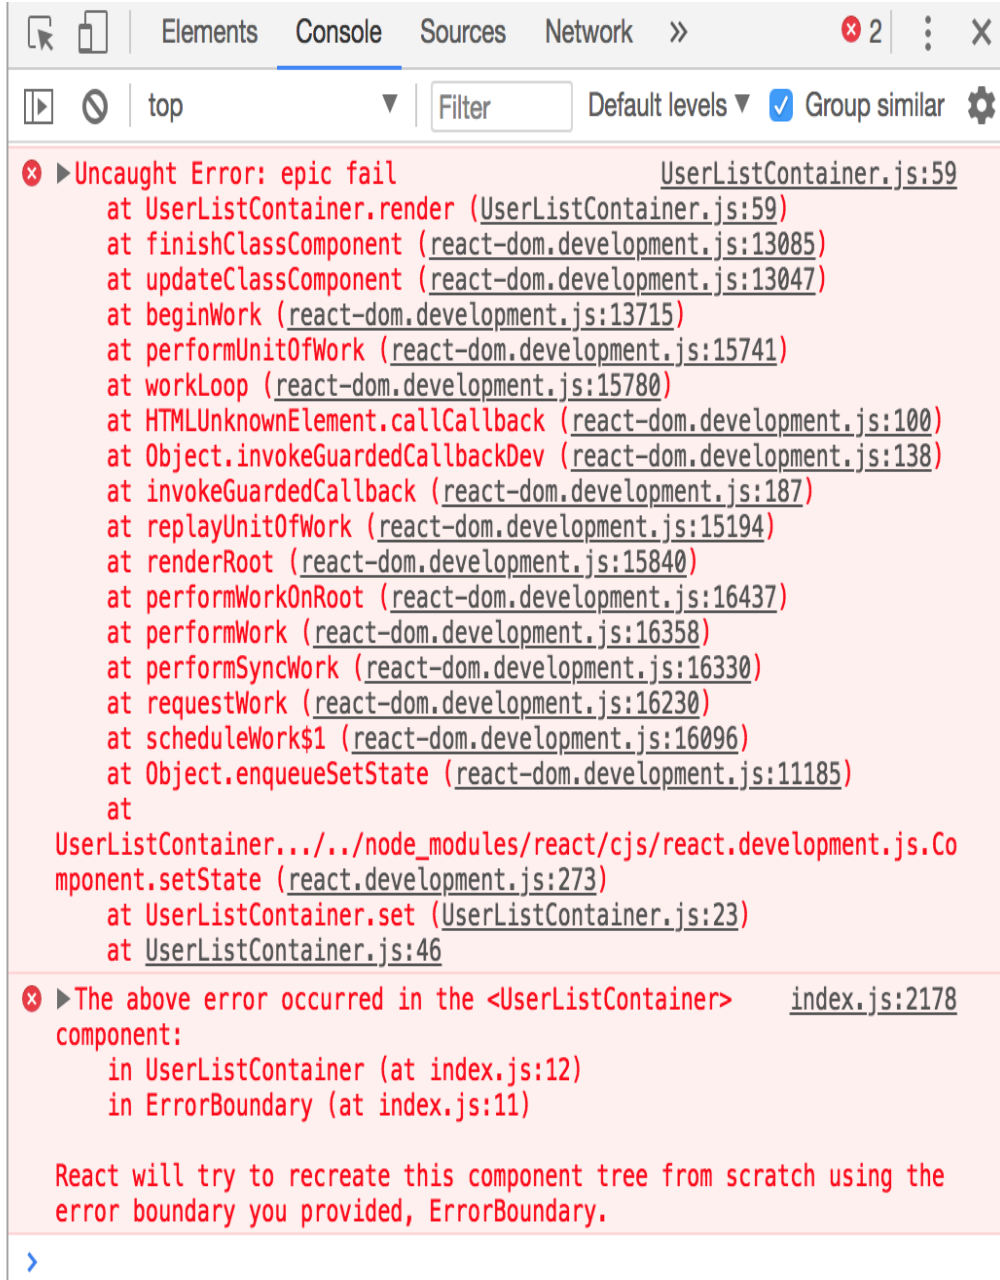 Elements Console Sources Network » 2
top ▼ Filter Default levels ▼ Group similar
▶Uncaught Error: epic fail UserListContainer.js:59
at UserListContainer.render (UserListContainer.js:59)
at finishClassComponent (react-dom.development.js:13085)
at updateClassComponent (react-dom.development.js:13047)
at beginWork (react-dom.development.js:13715)
at performUnitOfWork (react-dom.development.js:15741)
at workLoop (react-dom.development.js:15780)
at HTMLUnknownElement.callCallback (react-dom.development.js:100)
at Object.invokeGuardedCallbackDev (react-dom.development.js:138)
at invokeGuardedCallback (react-dom.development.js:187)
at replayUnitOfWork (react-dom.development.js:15194)
at renderRoot (react-dom.development.js:15840)
at performWorkOnRoot (react-dom.development.js:16437)
at performWork (react-dom.development.js:16358)
at performSyncWork (react-dom.development.js:16330)
at requestWork (react-dom.development.js:16230)
at scheduleWork$1 (react-dom.development.js:16096)
at Object.enqueueSetState (react-dom.development.js:11185)
at
UserListContainer.../../node_modules/react/cjs/react.development.js.Co
mponent.setState (react.development.js:273)
at UserListContainer.set (UserListContainer.js:23)
at UserListContainer.js:46
▶The above error occurred in the <UserListContainer> index.js:2178
component:
in UserListContainer (at index.js:12)
in ErrorBoundary (at index.js:11)
React will try to recreate this component tree from scratch using the
error boundary you provided, ErrorBoundary.